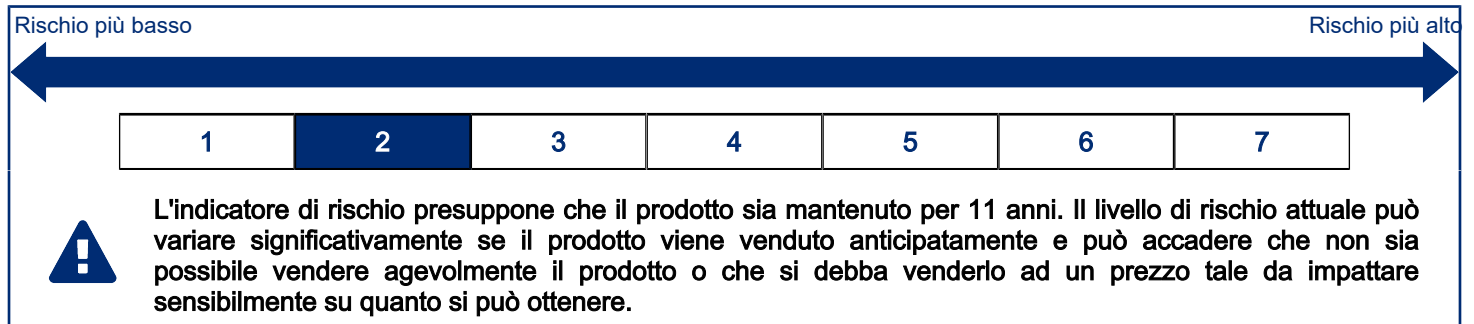 Rischio più basso
Rischio più alto
1 2 3 4 5 6 7
L'indicatore di rischio presuppone che il prodotto sia mantenuto per 11 anni. Il livello di rischio attuale può
variare significativamente se il prodotto viene venduto anticipatamente e può accadere che non sia
possibile vendere agevolmente il prodotto o che si debba venderlo ad un prezzo tale da impattare
sensibilmente su quanto si può ottenere.